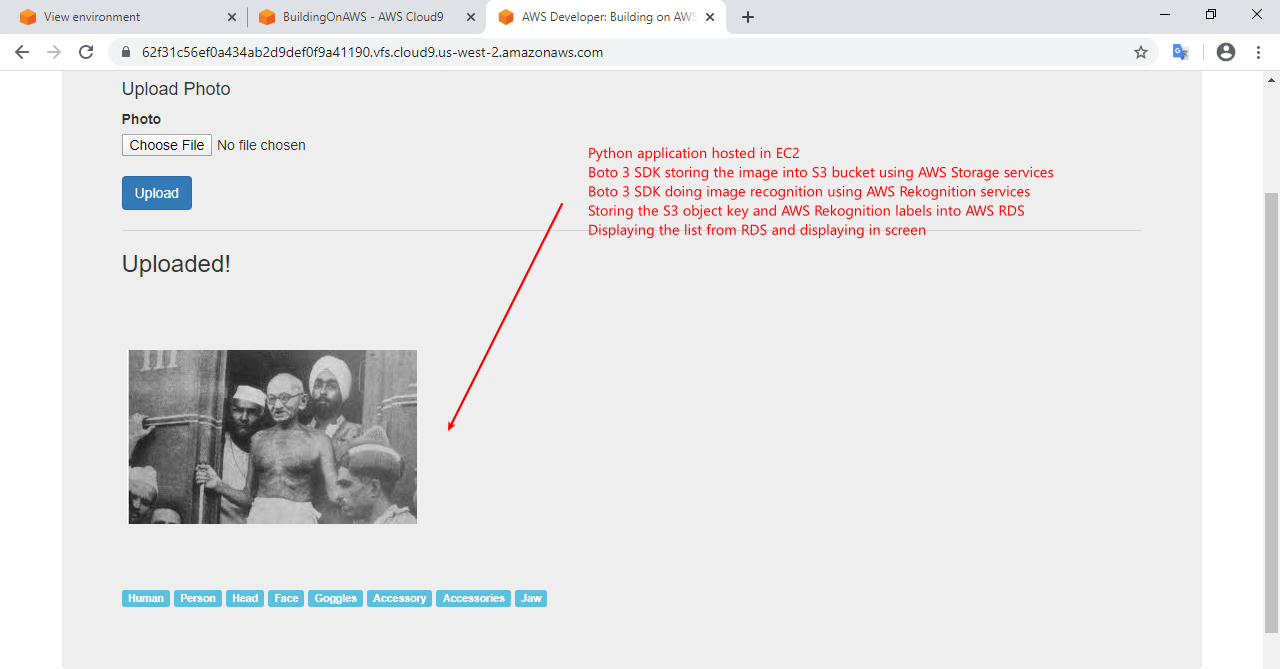 View environment
BuildingOnAWS - AWS Cloud9
AWS Developer: Building on AWS
62f31c56ef0a434ab2d9def0f9a41190.vfs.cloud9.us-west-2.amazonaws.com
Upload Photo
Photo
Choose File No file chosen
Upload
Python application hosted in EC2
Boto 3 SDK storing the image into S3 bucket using AWS Storage services
Boto 3 SDK doing image recognition using AWS Rekognition services
Storing the S3 object key and AWS Rekognition labels into AWS RDS
Displaying the list from RDS and displaying in screen
Uploaded!
Human Person Head Face Goggles Accessory Accessories Jaw